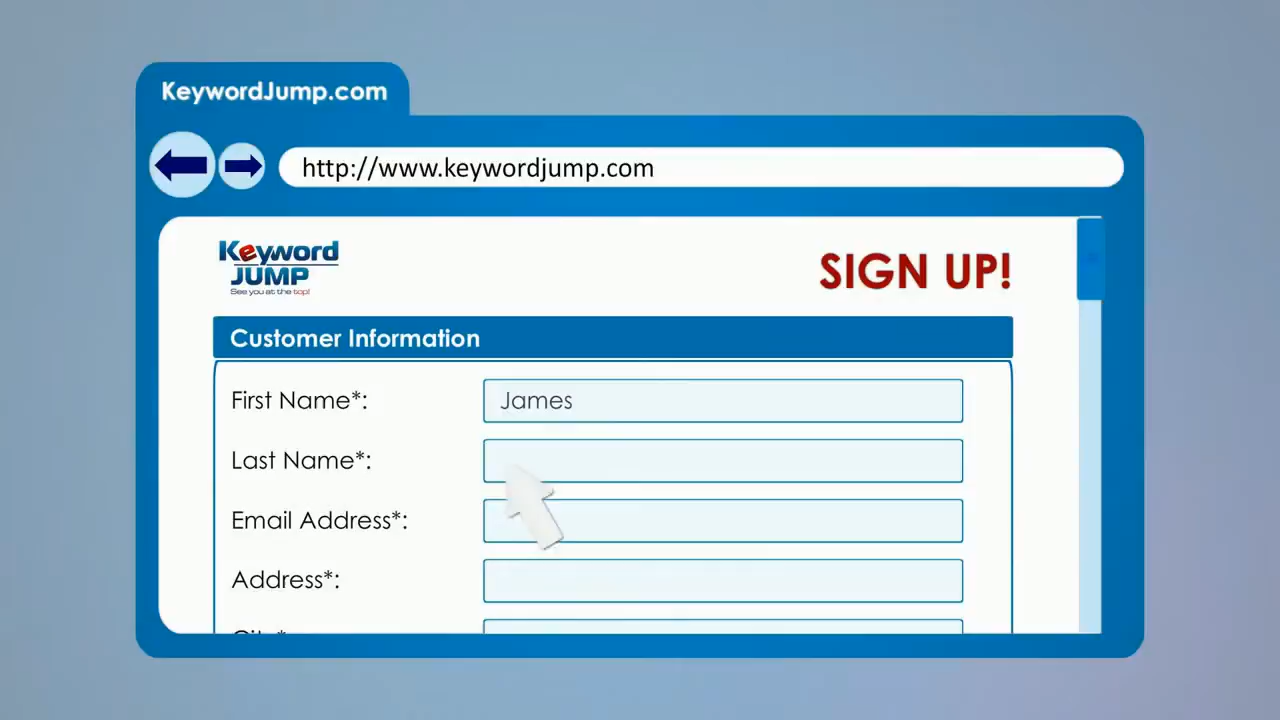 KeywordJump.com
http://www.keywordjump.com
Keyword
JUMP
See you at the top!
SIGN UP!
Customer Information
First Name*: James
Last Name*:
Email Address*:
Address*: